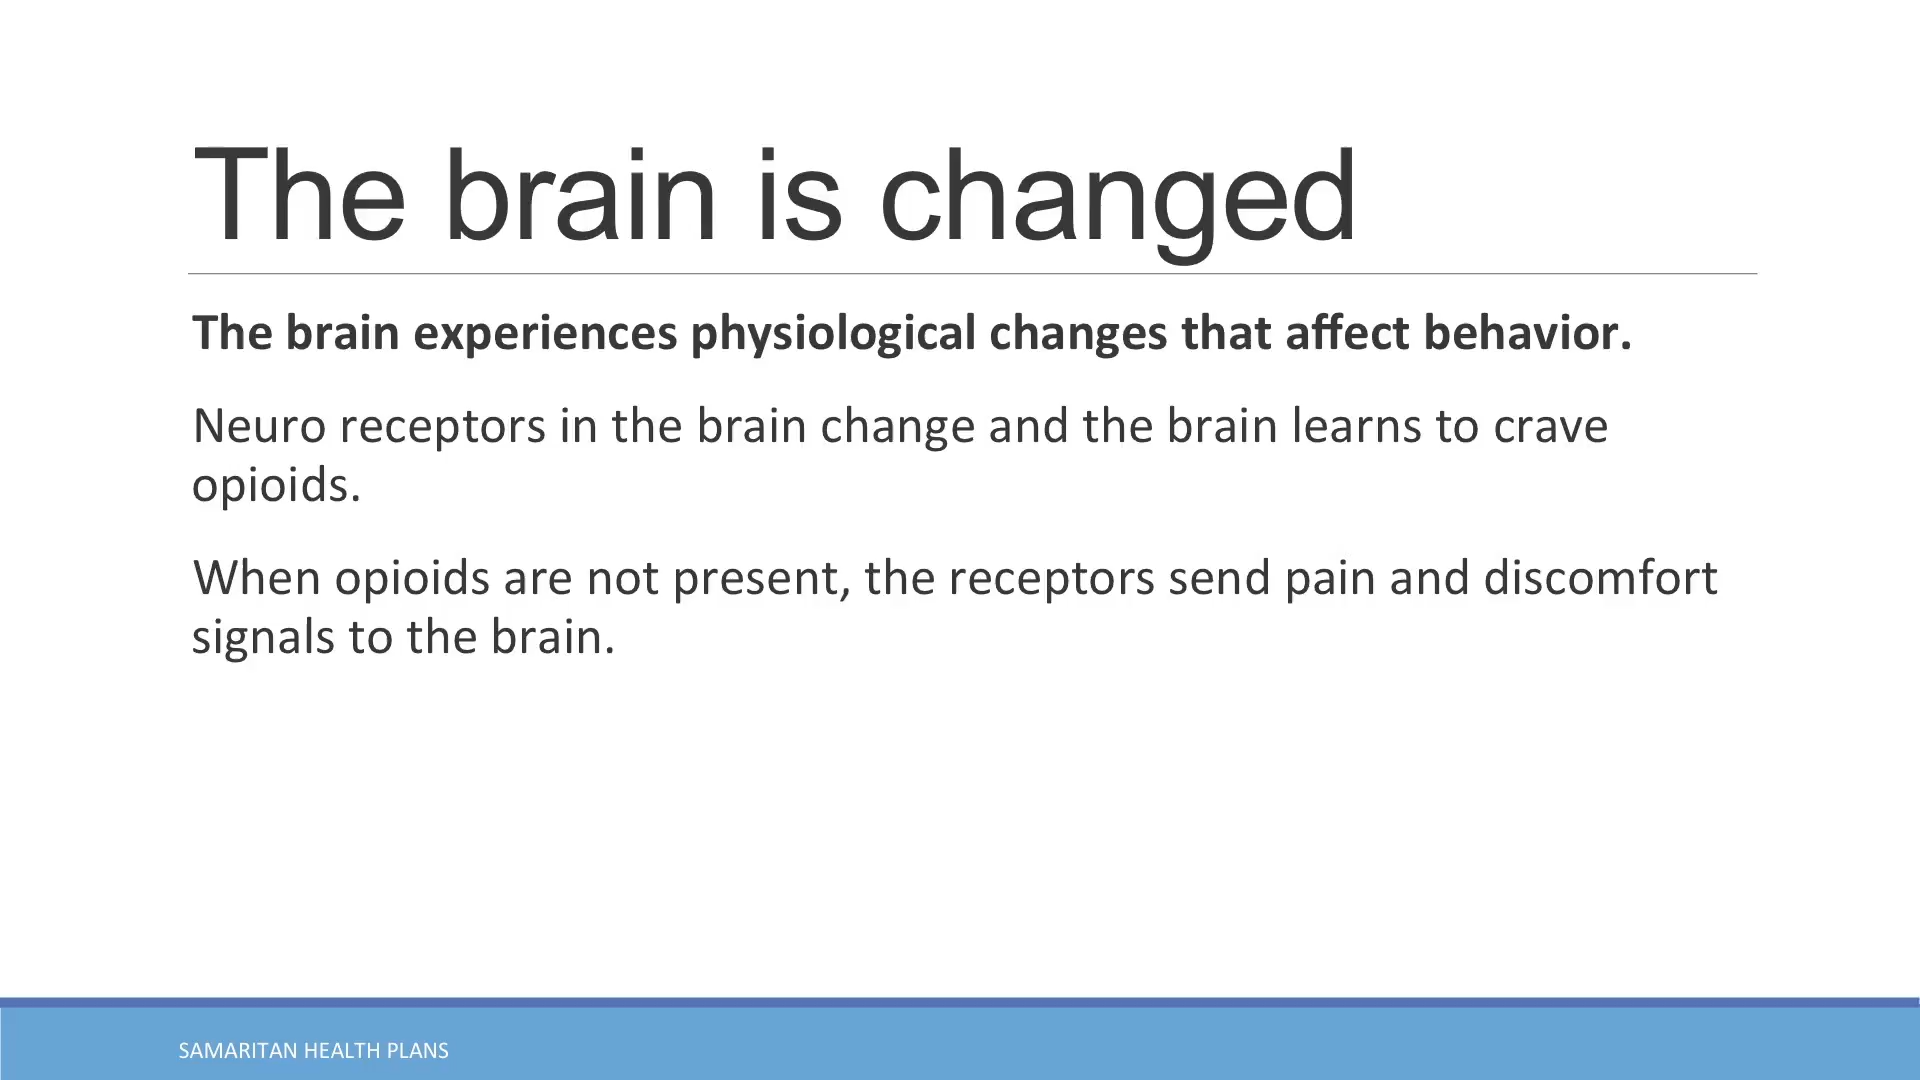 The brain is changed
The brain experiences physiological changes that affect behavior.
Neuro receptors in the brain change and the brain learns to crave
opioids.
When opioids are not present, the receptors send pain and discomfort
signals to the brain.
SAMARITAN HEALTH PLANS